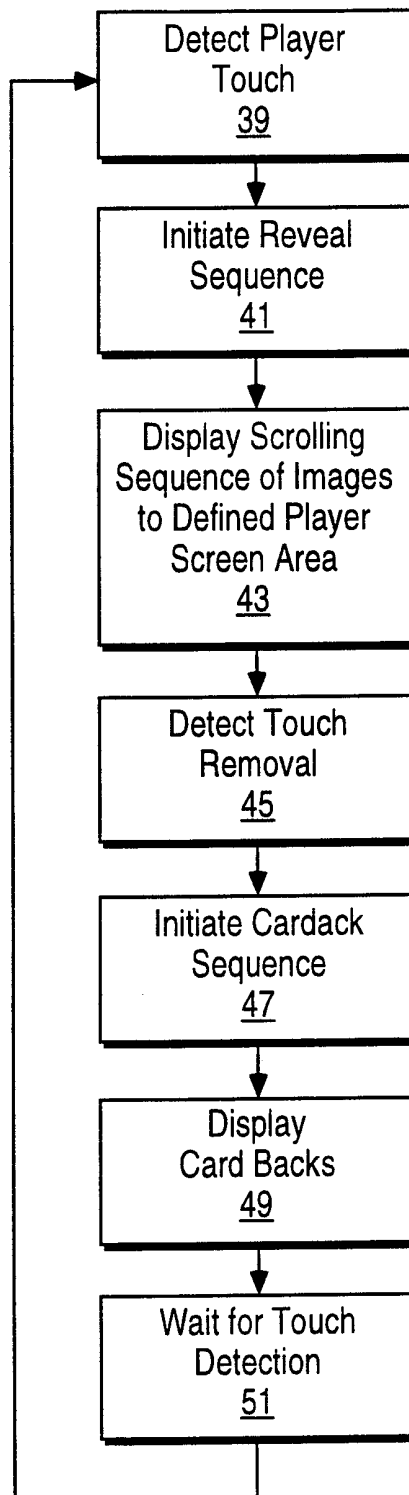 Detect Player
Touch
39
Initiate Reveal
Sequence
41
Display Scrolling
Sequence of Images
to Defined Player
Screen Area
43
Detect Touch
Removal
45
Initiate Cardack
Sequence
47
Display
Card Backs
49
Wait for Touch
Detection
51